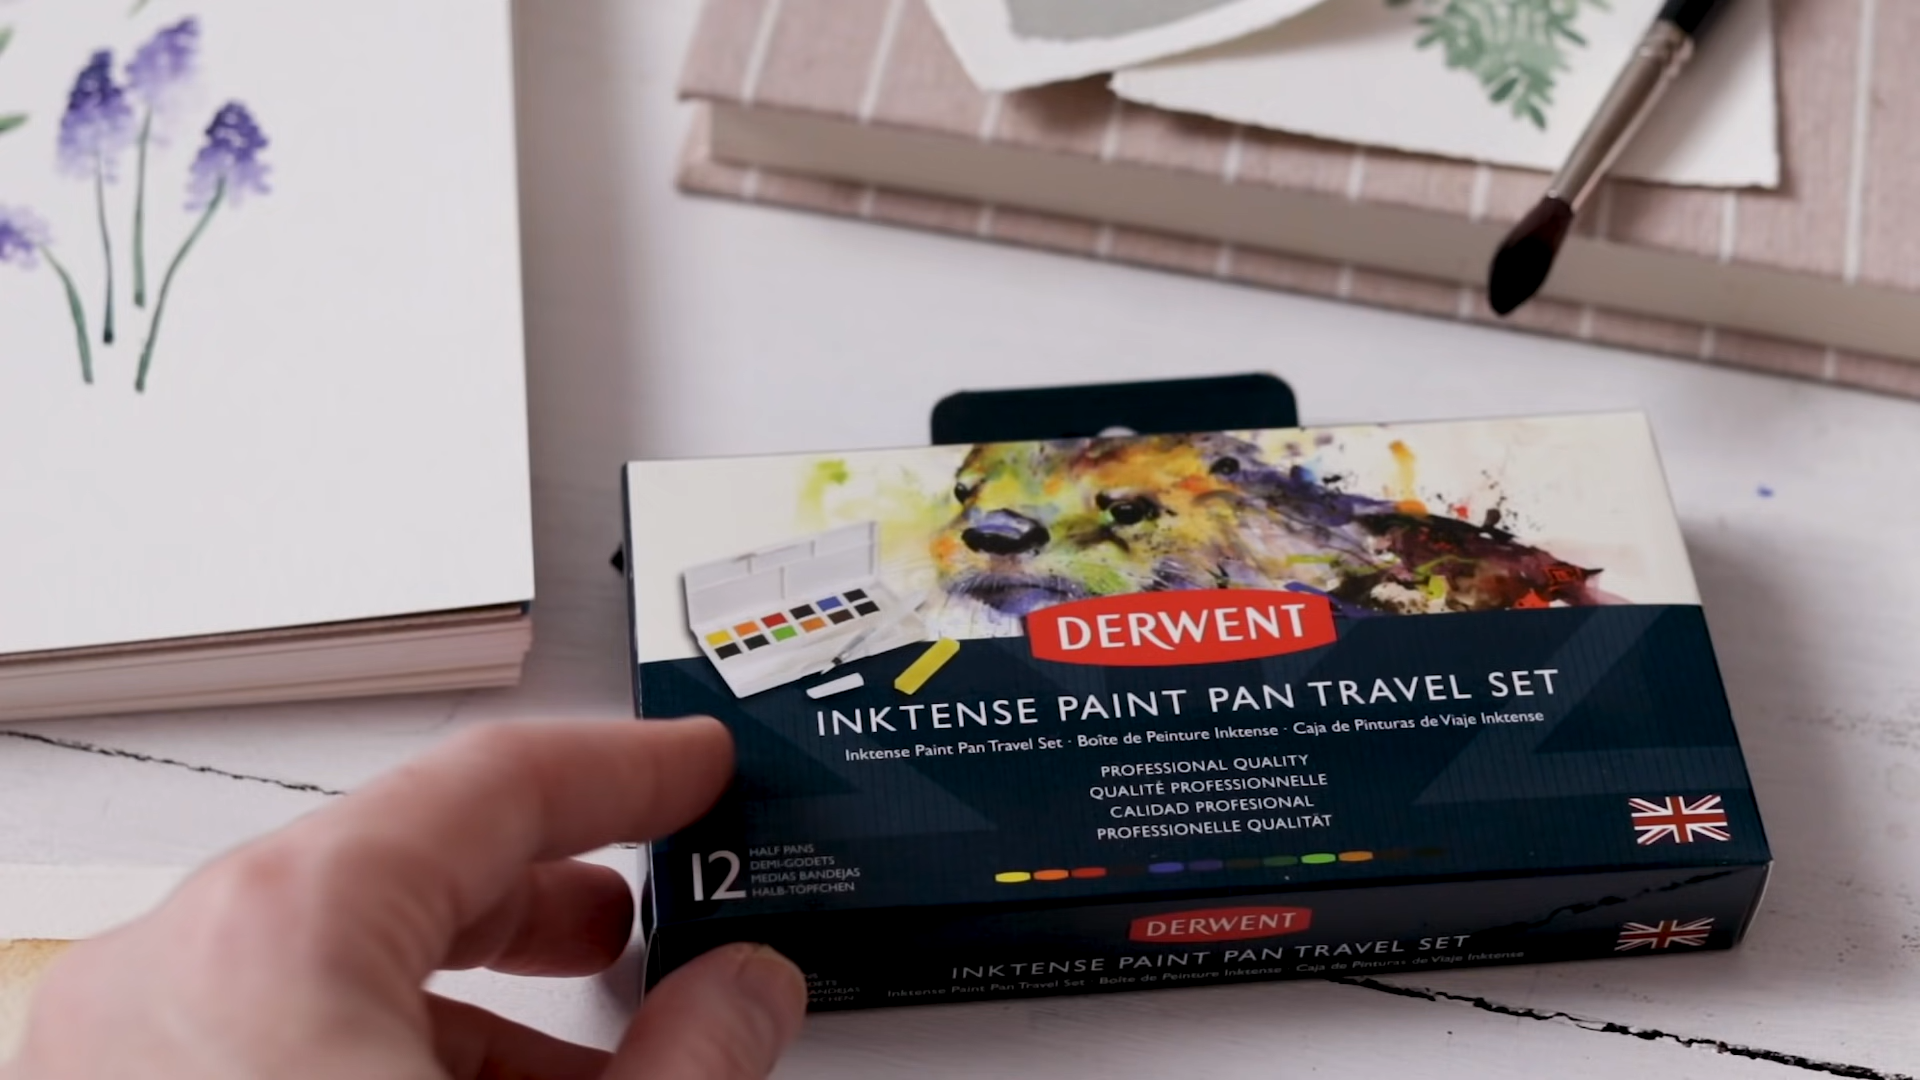 DERWENT
INKTENSE PAINT PAN TRAVEL SET
Inktense Paint Pan Travel Set · Boîte de Peinture Inktense · Caja de Pinturas de Viaje Inktense
PROFESSIONAL QUALITY
QUALITÉ PROFESSIONNELLE
CALIDAD PROFESIONAL
PROFESSIONELLE QUALITÄT
12
HALF PANS
DEMI-GODETS
MEDIAS BANDEJAS
HALB-TÖPFCHEN
DERWENT
INKTENSE PAINT PAN TRAVEL SET
Inktense Paint Pan Travel Set · Boîte de Peinture Inktense · Caja de Pinturas de Viaje Inktense